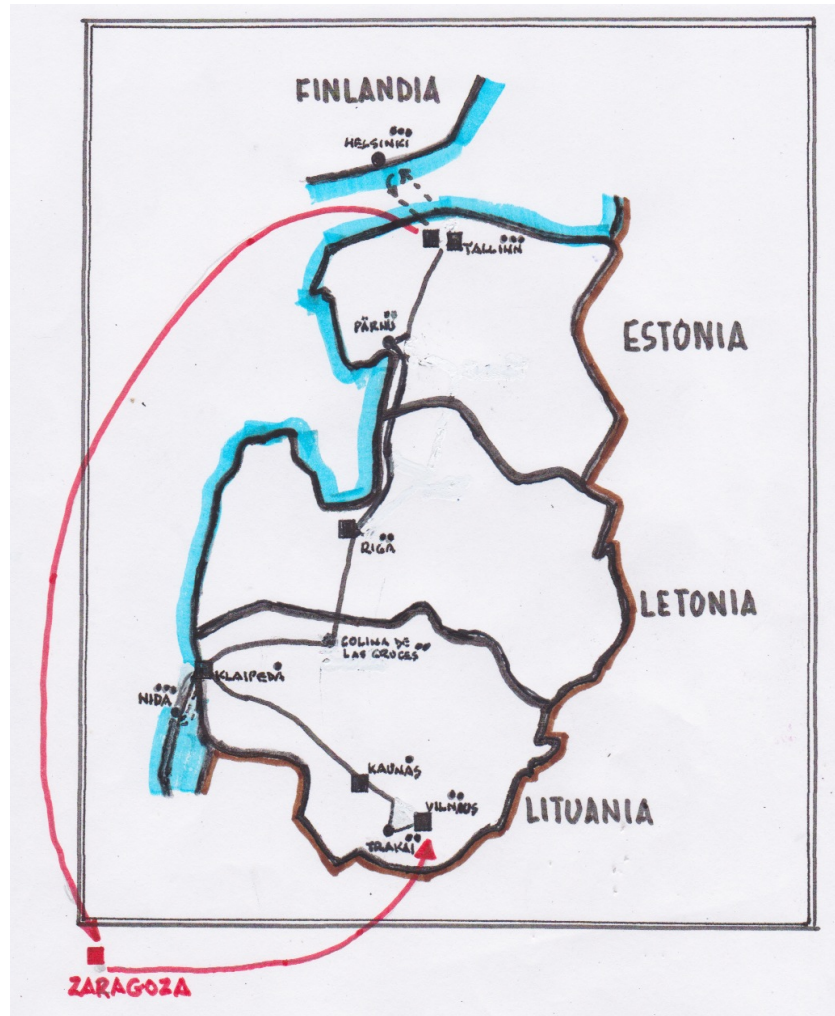 FINLANDIA
HELSINKI
TALLINN
PÄRNU
ESTONIA
RIGA
LETONIA
COLINA DE
LAS CRUCES
KLAIPEDA
NIDA
KAUNAS
VILNIUS
LITUANIA
TRAKAI
ZARAGOZA